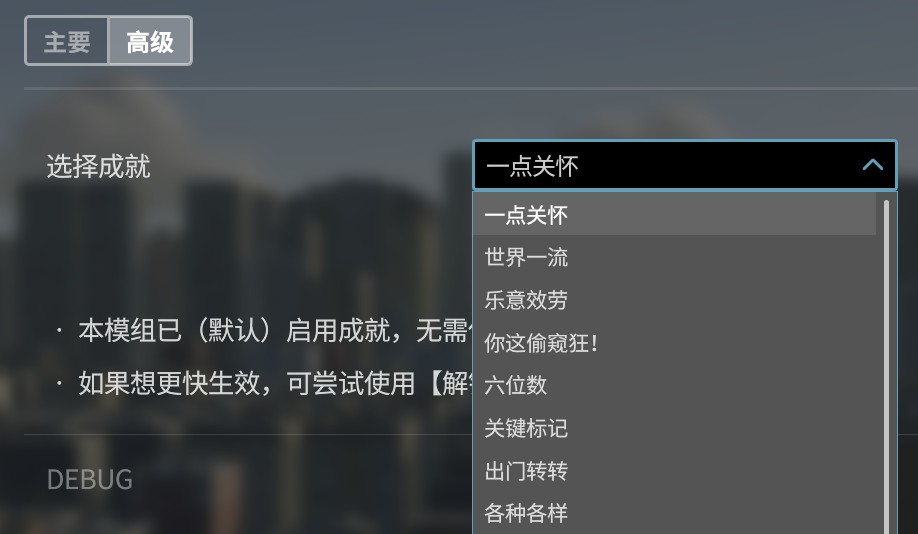 主要
高级
选择成就
一点关怀
一点关怀
世界一流
乐意效劳
你这偷窥狂！
六位数
关键标记
出门转转
各种各样
· 本模组已（默认）启用成就，无需
· 如果想更快生效，可尝试使用【解
DEBUG